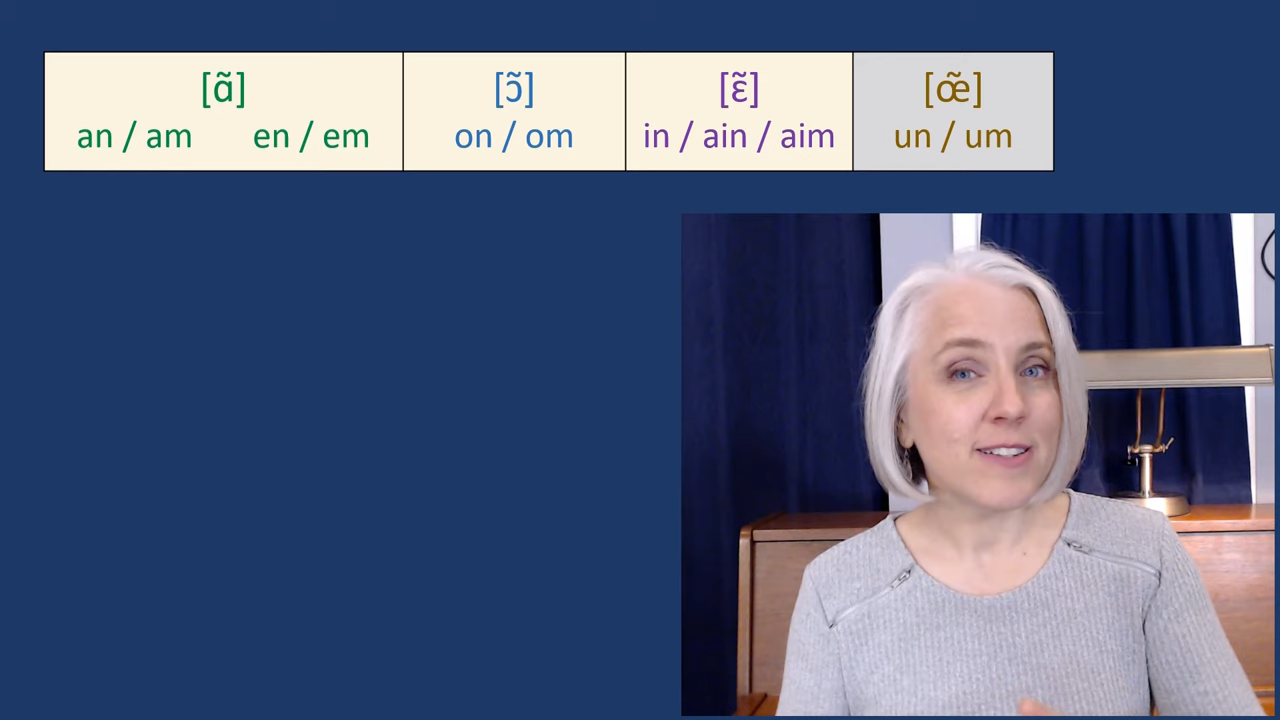 [ɑ̃] [ɔ̃] [ɛ̃] [œ̃]
an / am en / em on / om in / ain / aim un / um